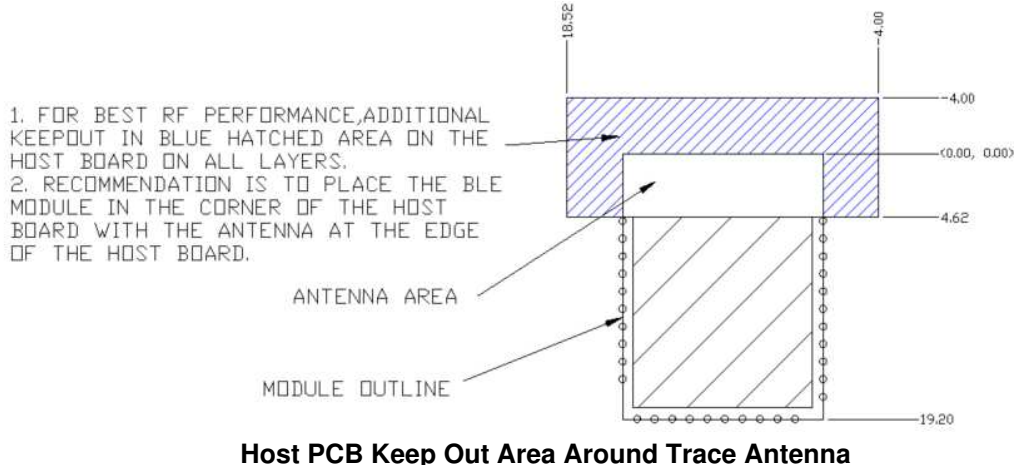 18.52
-4.00
1. FOR BEST RF PERFORMANCE,ADDITIONAL
KEEPOUT IN BLUE HATCHED AREA ON THE
HOST BOARD ON ALL LAYERS.
2. RECOMMENDATION IS TO PLACE THE BLE
MODULE IN THE CORNER OF THE HOST
BOARD WITH THE ANTENNA AT THE EDGE
OF THE HOST BOARD.
-4.00
(0.00, 0.00)
4.62
ANTENNA AREA
MODULE OUTLINE
19.20
Host PCB Keep Out Area Around Trace Antenna